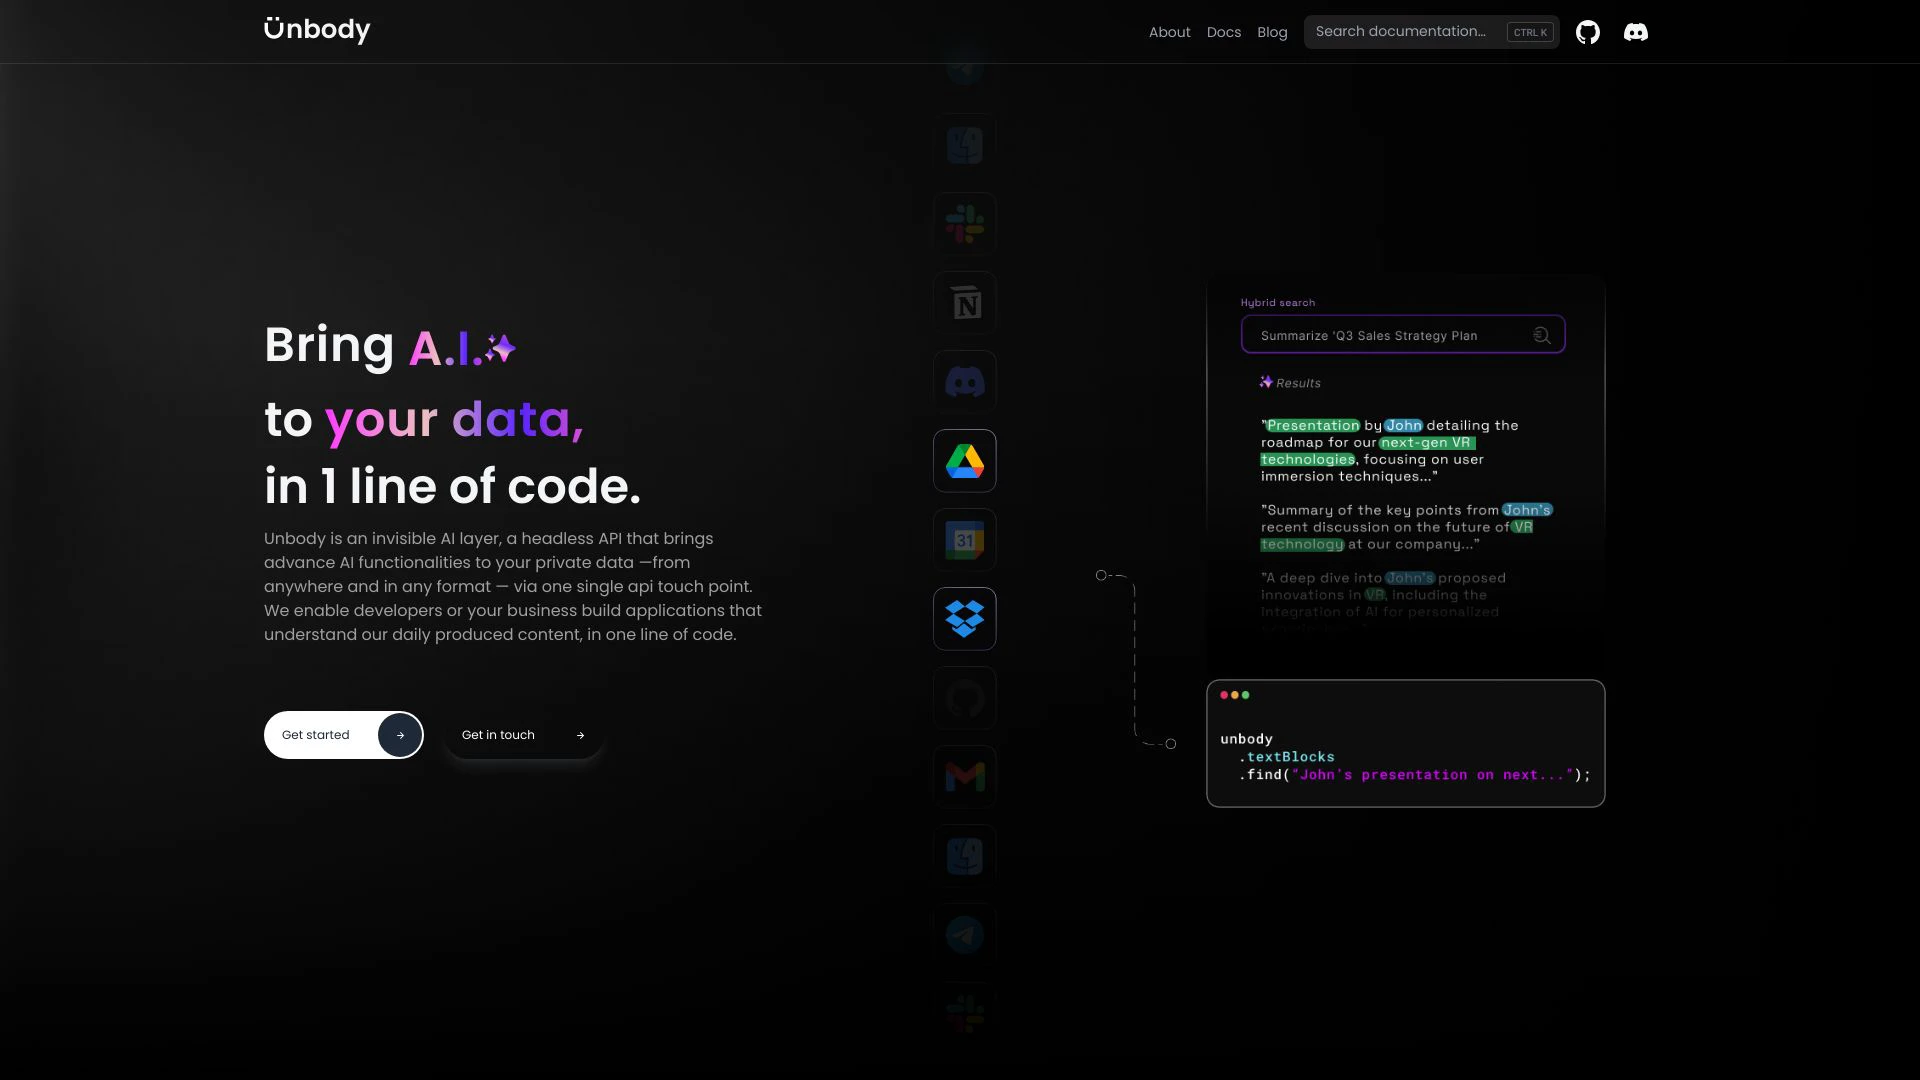 Ünbody
About Docs Blog Search documentation... CTRL K
Bring A.I.
to your data,
in 1 line of code.
Unbody is an invisible AI layer, a headless API that brings
advance AI functionalities to your private data —from
anywhere and in any format — via one single api touch point.
We enable developers or your business build applications that
understand our daily produced content, in one line of code.
Get started
Get in touch
N
31
Hybrid search
Summarize 'Q3 Sales Strategy Plan
Results
"Presentation by John detailing the
roadmap for our next-gen VR
technologies, focusing on user
immersion techniques..."
"Summary of the key points from John's
recent discussion on the future of VR
technology at our company..."
"A deep dive into John's proposed
innovations in VR, including the
integration of AI for personalized
unbody
.textBlocks
.find("John's presentation on next...");